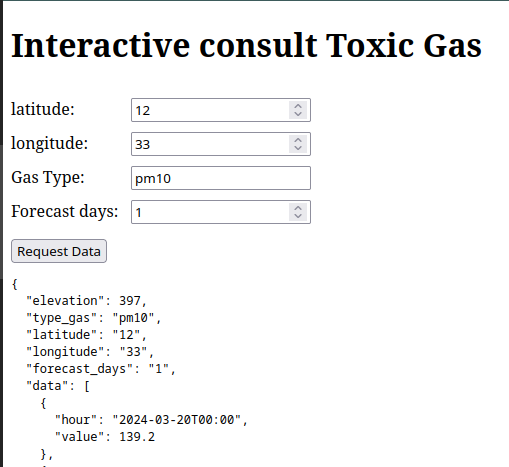 Interactive consult Toxic Gas
latitude: 12
longitude: 33
Gas Type: pm10
Forecast days: 1
Request Data
{
  "elevation": 397,
  "type_gas": "pm10",
  "latitude": "12",
  "longitude": "33",
  "forecast_days": "1",
  "data": [
    {
      "hour": "2024-03-20T00:00",
      "value": 139.2
    },